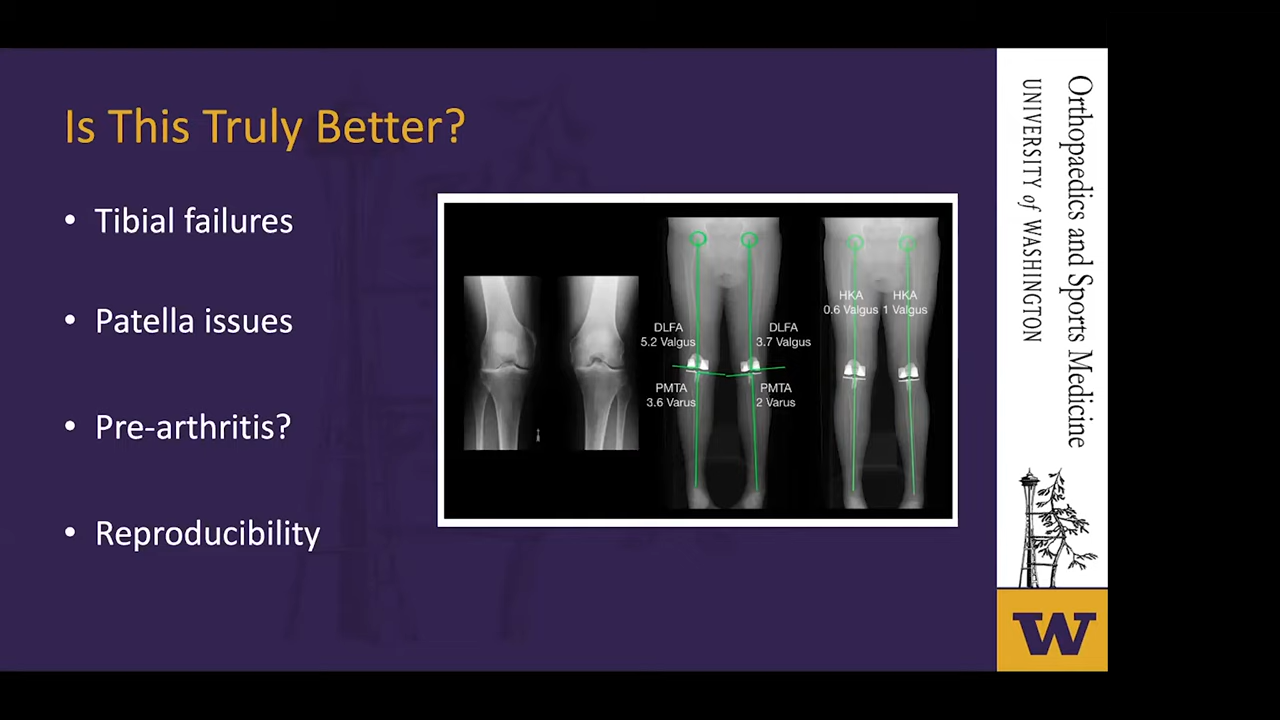 Is This Truly Better?
• Tibial failures
• Patella issues
• Pre-arthritis?
• Reproducibility
DLFA
5.2 Valgus
DLFA
3.7 Valgus
PMTA
3.6 Varus
PMTA
2 Varus
HKA
0.6 Valgus
HKA
1 Valgus
Orthopaedics and Sports Medicine
UNIVERSITY of WASHINGTON
W